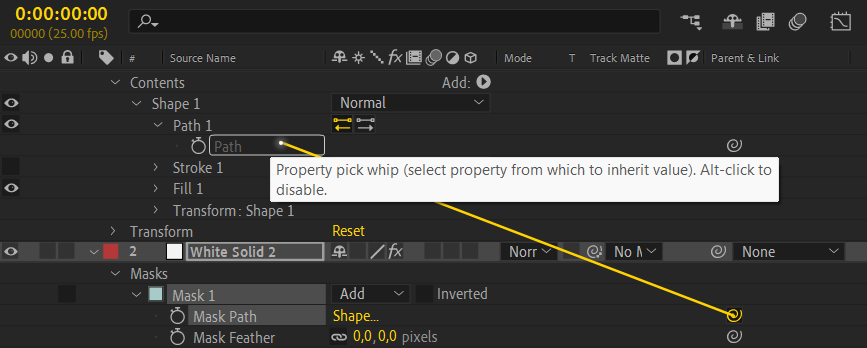 0:00:00:00
00000 (25.00 fps)
# Source Name Mode T Track Matte Parent & Link
Contents Add:
Shape 1 Normal
Path 1
Path
Property pick whip (select property from which to inherit value). Alt-click to
disable.
Stroke 1
Fill 1
Transform: Shape 1
Transform Reset
2 White Solid 2 Norr No M None
Masks
Mask 1 Add Inverted
Mask Path Shape...
Mask Feather 0,0,0,0 pixels